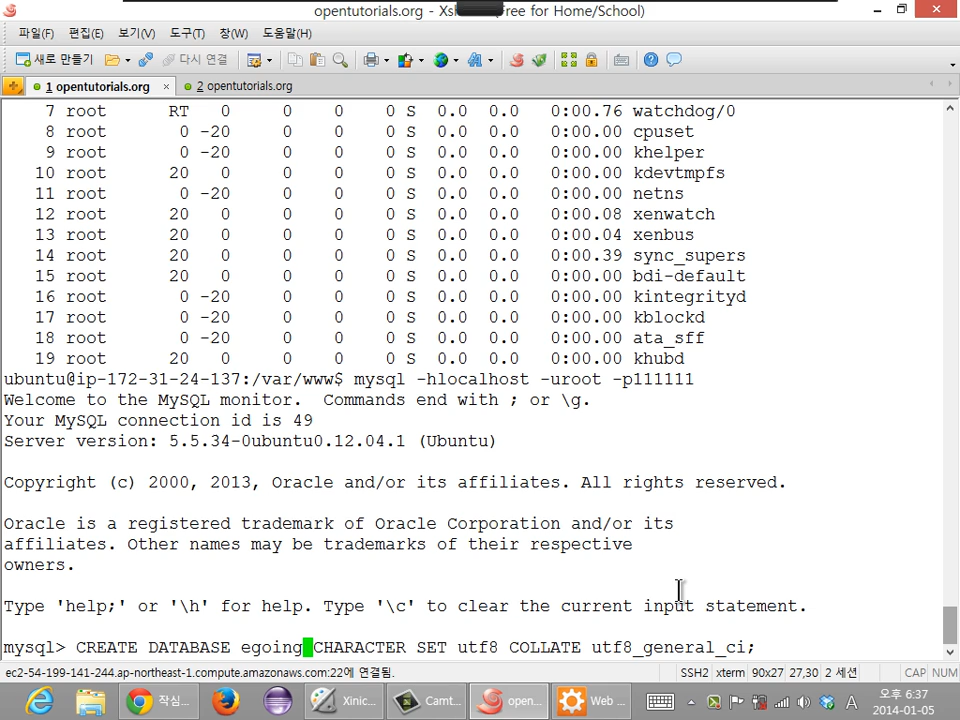 opentutorials.org - Xsh (Free for Home/School)
파일(F) 편집(E) 보기(V) 도구(T) 창(W) 도움말(H)
새로 만들기 다시 연결
1 opentutorials.org × 2 opentutorials.org
7 root RT 0 0 0 0 S 0.0 0.0 0:00.76 watchdog/0
8 root 0 -20 0 0 0 S 0.0 0.0 0:00.00 cpuset
9 root 0 -20 0 0 0 S 0.0 0.0 0:00.00 khelper
10 root 20 0 0 0 0 S 0.0 0.0 0:00.00 kdevtmpfs
11 root 0 -20 0 0 0 S 0.0 0.0 0:00.00 netns
12 root 20 0 0 0 0 S 0.0 0.0 0:00.08 xenwatch
13 root 20 0 0 0 0 S 0.0 0.0 0:00.04 xenbus
14 root 20 0 0 0 0 S 0.0 0.0 0:00.39 sync_supers
15 root 20 0 0 0 0 S 0.0 0.0 0:00.00 bdi-default
16 root 0 -20 0 0 0 S 0.0 0.0 0:00.00 kintegrityd
17 root 0 -20 0 0 0 S 0.0 0.0 0:00.00 kblockd
18 root 0 -20 0 0 0 S 0.0 0.0 0:00.00 ata_sff
19 root 20 0 0 0 0 S 0.0 0.0 0:00.00 khubd
ubuntu@ip-172-31-24-137:/var/www$ mysql -hlocalhost -uroot -p111111
Welcome to the MySQL monitor.  Commands end with ; or \g.
Your MySQL connection id is 49
Server version: 5.5.34-0ubuntu0.12.04.1 (Ubuntu)
Copyright (c) 2000, 2013, Oracle and/or its affiliates. All rights reserved.
Oracle is a registered trademark of Oracle Corporation and/or its
affiliates. Other names may be trademarks of their respective
owners.
Type 'help;' or '\h' for help. Type '\c' to clear the current input statement.
mysql> CREATE DATABASE egoing CHARACTER SET utf8 COLLATE utf8_general_ci;
ec2-54-199-141-244.ap-northeast-1.compute.amazonaws.com:22에 연결됨. SSH2 xterm 90x27 27,30 2 세션 CAP NUM
작심... Xinic... Camt... open... Web ... A 오후 6:37
2014-01-05